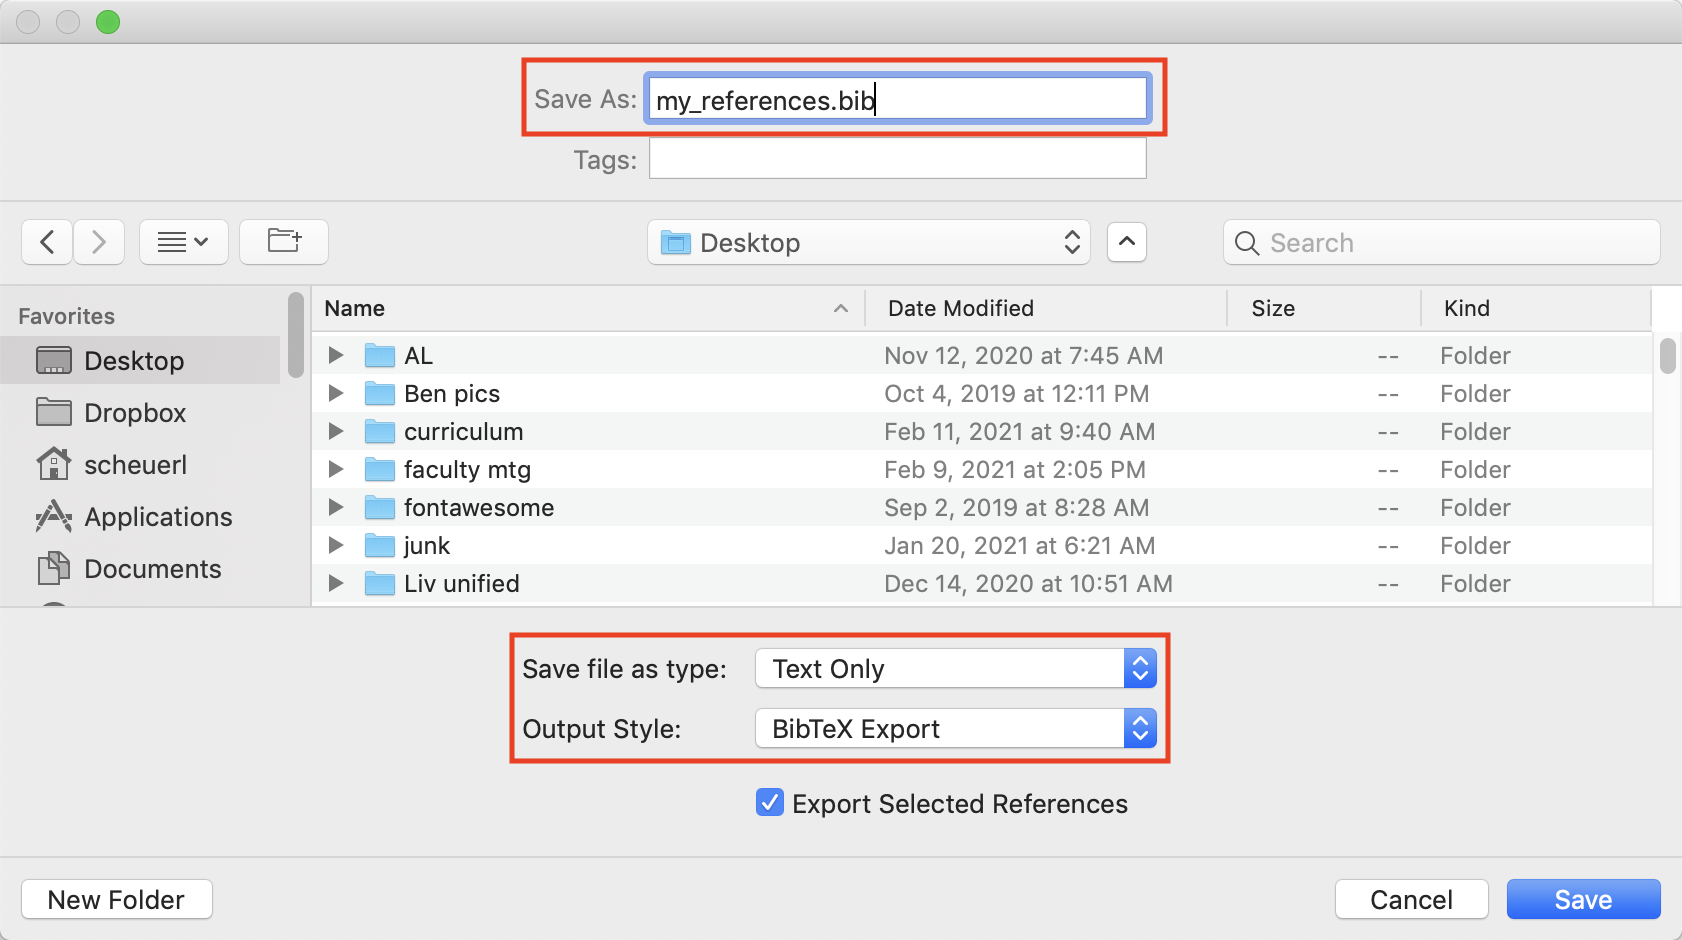 Save As: my_references.bib
Tags:
Desktop
Search
Favorites
Desktop
Dropbox
scheuerl
Applications
Documents
Name Date Modified Size Kind
AL Nov 12, 2020 at 7:45 AM -- Folder
Ben pics Oct 4, 2019 at 12:11 PM -- Folder
curriculum Feb 11, 2021 at 9:40 AM -- Folder
faculty mtg Feb 9, 2021 at 2:05 PM -- Folder
fontawesome Sep 2, 2019 at 8:28 AM -- Folder
junk Jan 20, 2021 at 6:21 AM -- Folder
Liv unified Dec 14, 2020 at 10:51 AM -- Folder
Save file as type: Text Only
Output Style: BibTeX Export
Export Selected References
New Folder Cancel Save